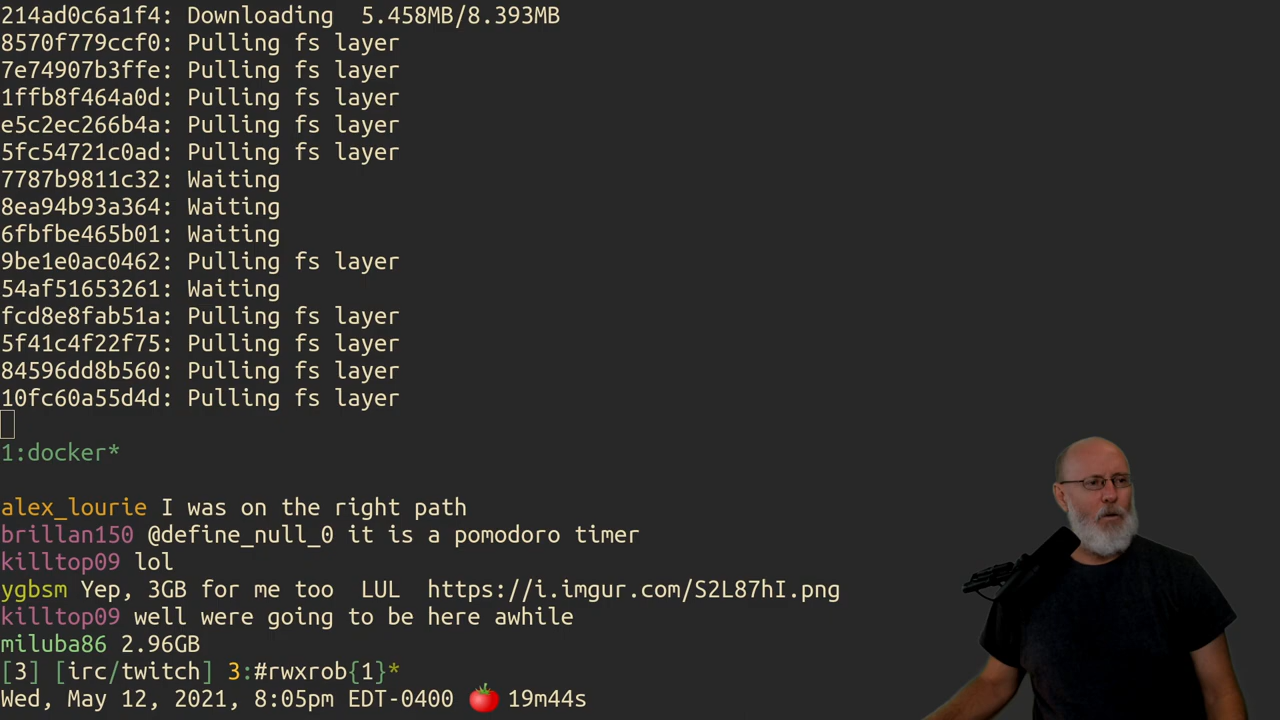 214ad0c6a1f4: Downloading  5.458MB/8.393MB
8570f779ccf0: Pulling fs layer
7e74907b3ffe: Pulling fs layer
1ffb8f464a0d: Pulling fs layer
e5c2ec266b4a: Pulling fs layer
5fc54721c0ad: Pulling fs layer
7787b9811c32: Waiting
8ea94b93a364: Waiting
6fbfbe465b01: Waiting
9be1e0ac0462: Pulling fs layer
54af51653261: Waiting
fcd8e8fab51a: Pulling fs layer
5f41c4f22f75: Pulling fs layer
84596dd8b560: Pulling fs layer
10fc60a55d4d: Pulling fs layer
1:docker*
alex_lourie I was on the right path
brillan150 @define_null_0 it is a pomodoro timer
killtop09 lol
ygbsm Yep, 3GB for me too  LUL  https://i.imgur.com/S2L87hI.png
killtop09 well were going to be here awhile
miluba86 2.96GB
[3] [irc/twitch] 3:#rwxrob{1}*
Wed, May 12, 2021, 8:05pm EDT-0400 🍅 19m44s